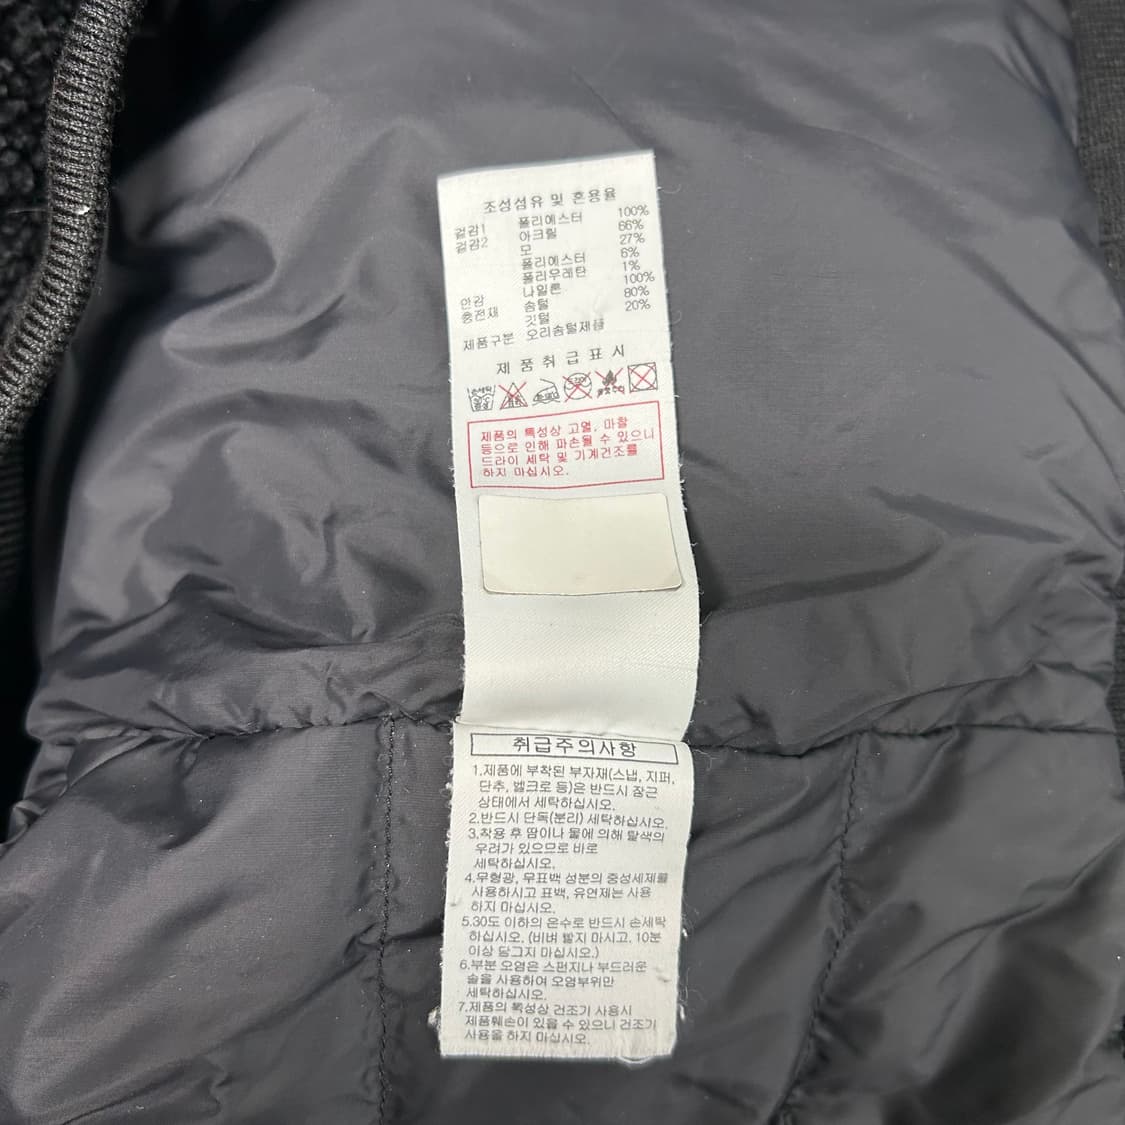 조성섬유 및 혼용율
겉감1 폴리에스터 100%
겉감2 아크릴 66%
모 27%
폴리에스터 6%
폴리우레탄 1%
안감 나일론 100%
충전재 솜털 80%
깃털 20%
제품구분 오리솜털제품
제품취급표시
손세탁
중성
제품의 특성상 고열, 마찰
등으로 인해 파손될 수 있으니
드라이 세탁 및 기계건조를
하지 마십시오.
취급주의사항
1.제품에 부착된 부자재(스냅, 지퍼,
단추, 벨크로 등)은 반드시 잠근
상태에서 세탁하십시오.
2.반드시 단독(분리) 세탁하십시오.
3.착용 후 땀이나 물에 의해 탈색의
우려가 있으므로 바로
세탁하십시오.
4.무형광, 무표백 성분의 중성세제를
사용하시고 표백, 유연제는 사용
하지 마십시오.
5.30도 이하의 온수로 반드시 손세탁
하십시오. (비벼 빨지 마시고, 10분
이상 담그지 마십시오.)
6.부분 오염은 스펀지나 부드러운
솔을 사용하여 오염부위만
세탁하십시오.
7.제품의 특성상 건조기 사용시
제품훼손이 있을 수 있으니 건조기
사용을 하지 마십시오.